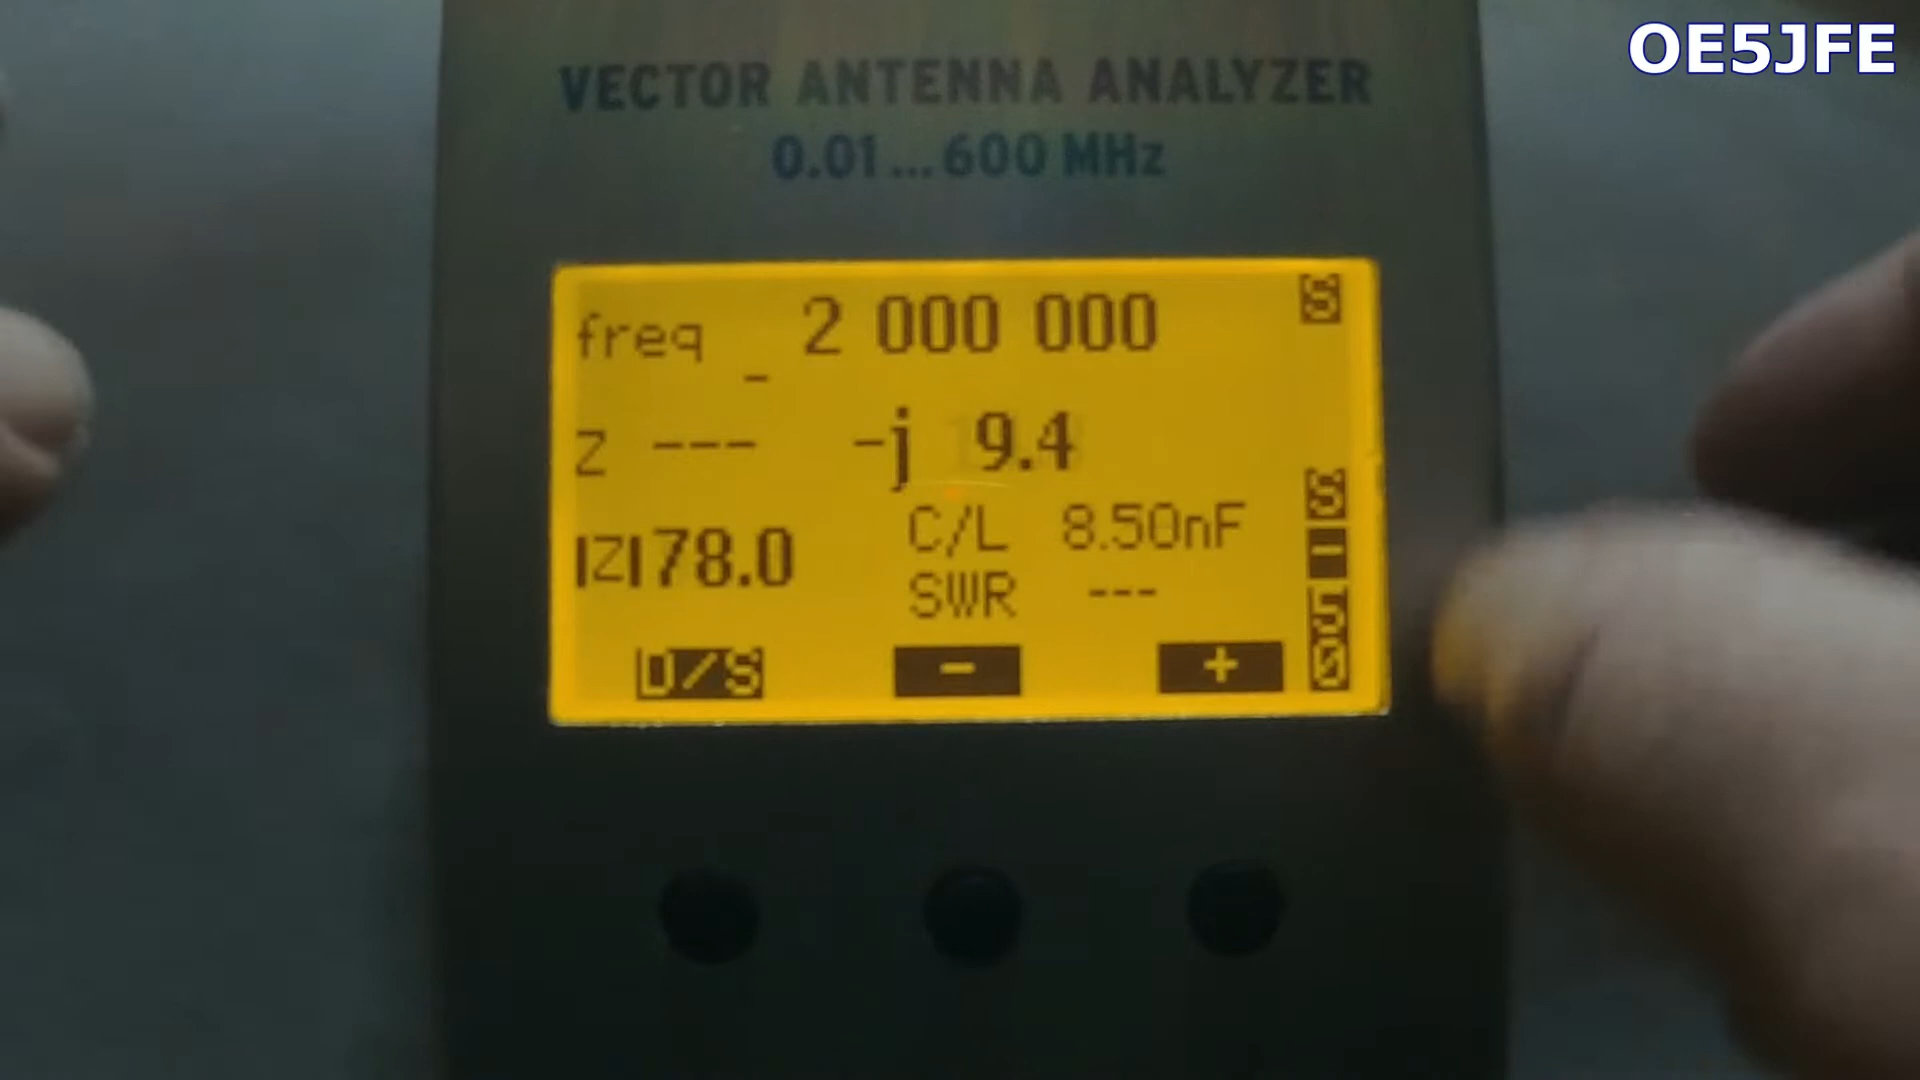 OE5JFE
VECTOR ANTENNA ANALYZER
0.01...600 MHz
freq 2 000 000 S
-
Z --- -j 9.4
C/L 8.50nF
|Z|78.0
SWR ---
S-50
D/S - +